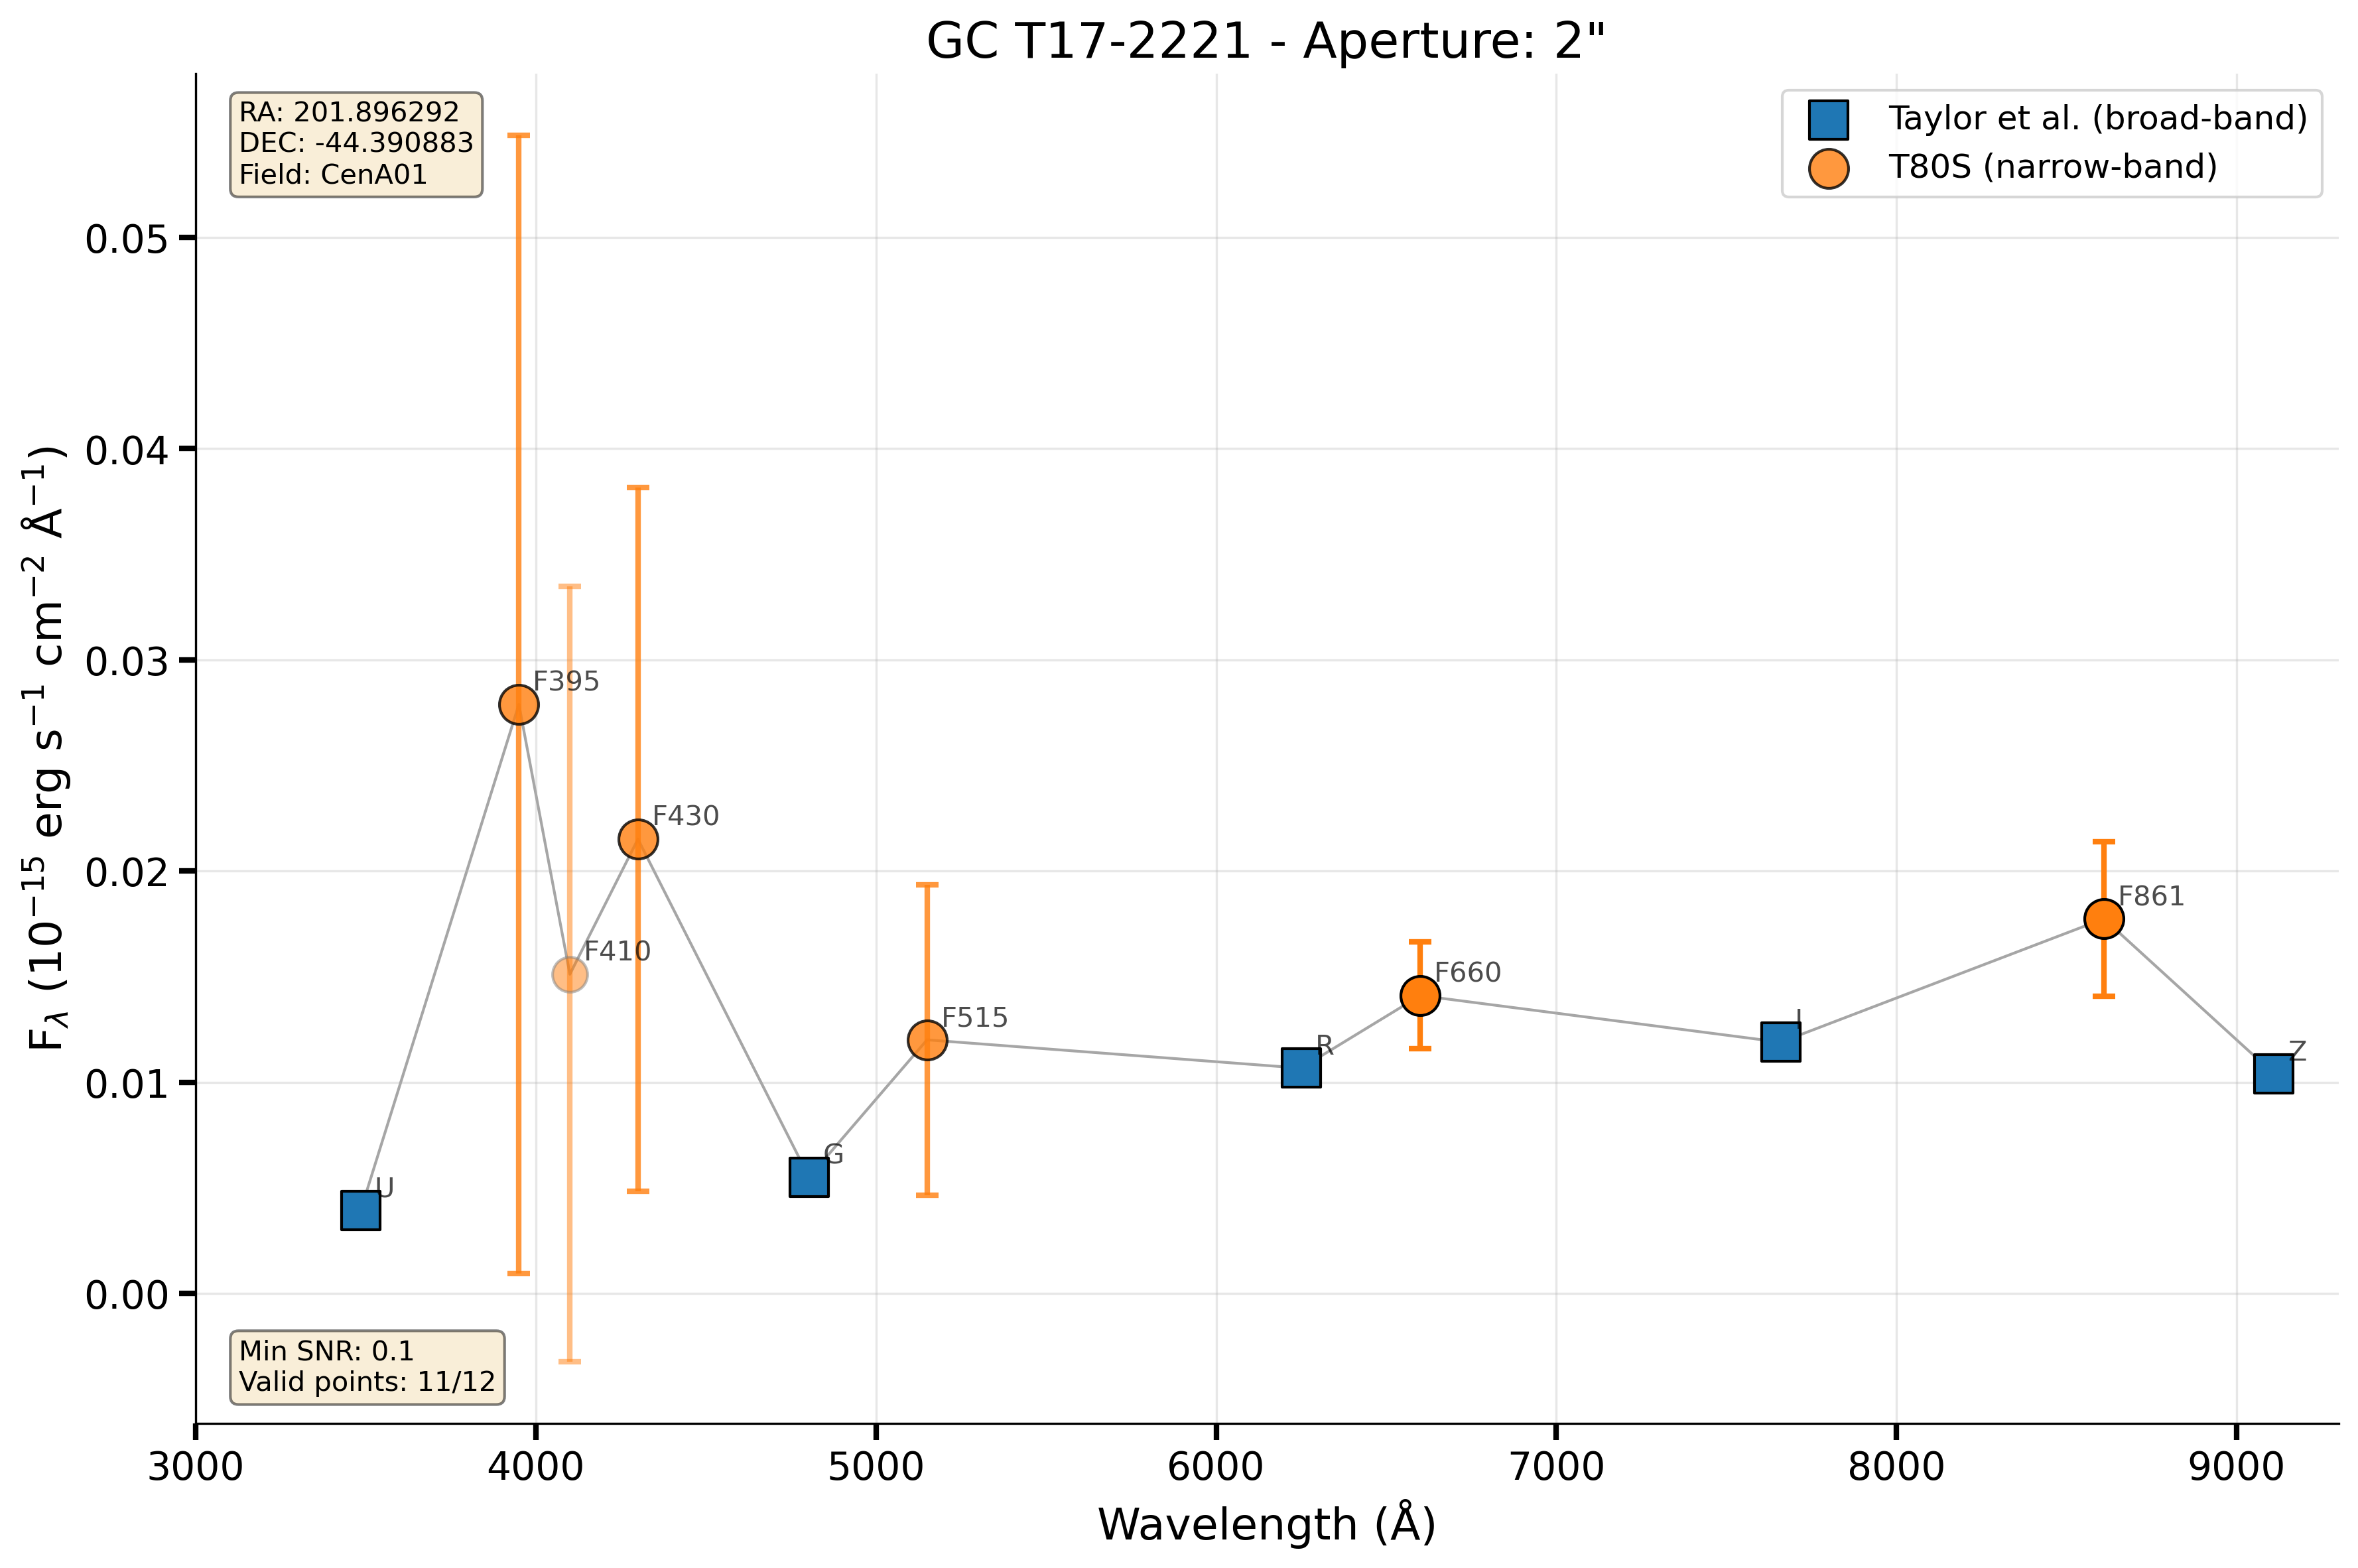 GC T17-2221 - Aperture: 2"
RA: 201.896292
DEC: -44.390883
Field: CenA01
Taylor et al. (broad-band)
T80S (narrow-band)
0.05
0.04
0.03
0.02
0.01
0.00
F_λ (10⁻¹⁵ erg s⁻¹ cm⁻² Å⁻¹)
U
F395
F410
F430
G
F515
R
F660
I
F861
Z
Min SNR: 0.1
Valid points: 11/12
3000 4000 5000 6000 7000 8000 9000
Wavelength (Å)